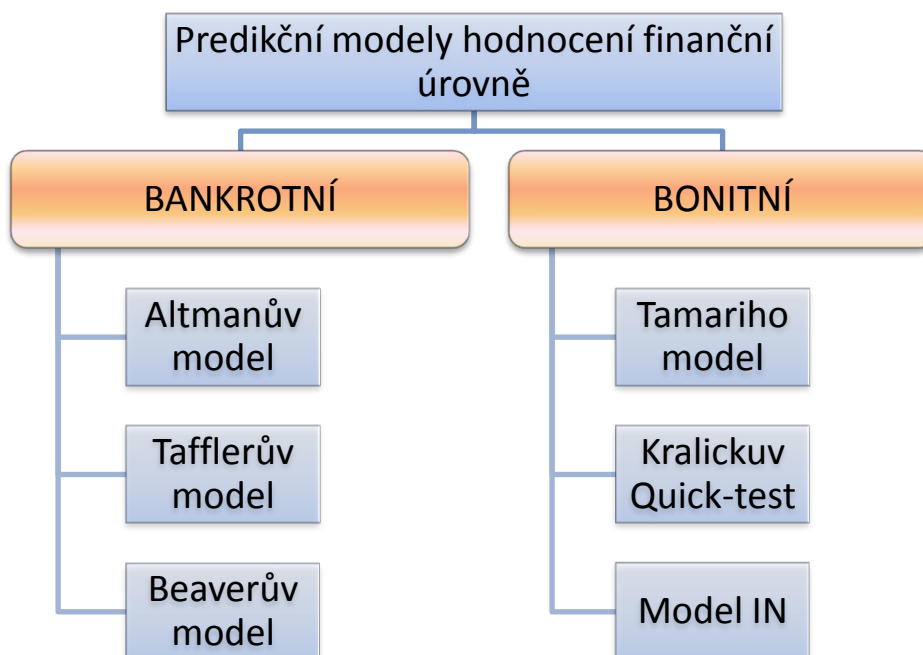 Predikční modely hodnocení finanční
úrovně
BANKROTNÍ
Altmanův
model
Tafflerův
model
Beaverův
model
BONITNÍ
Tamariho
model
Kralickuv
Quick-test
Model IN